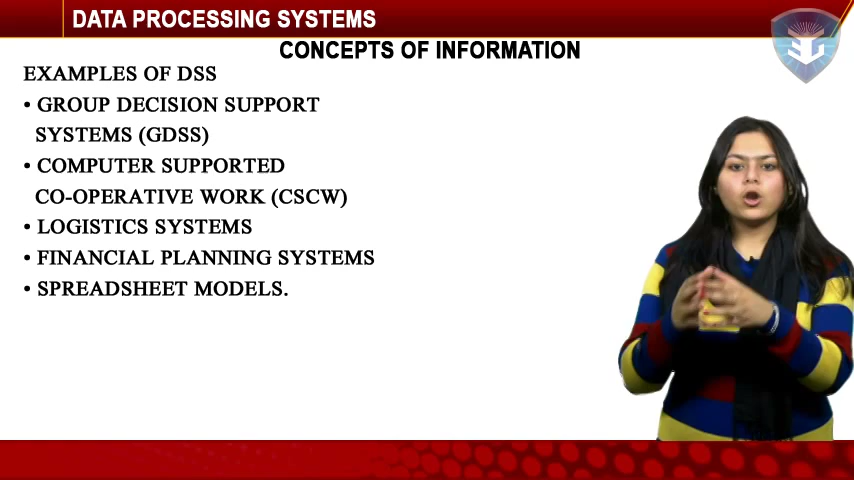 DATA PROCESSING SYSTEMS
CONCEPTS OF INFORMATION
EXAMPLES OF DSS
• GROUP DECISION SUPPORT
SYSTEMS (GDSS)
• COMPUTER SUPPORTED
CO-OPERATIVE WORK (CSCW)
• LOGISTICS SYSTEMS
• FINANCIAL PLANNING SYSTEMS
• SPREADSHEET MODELS.